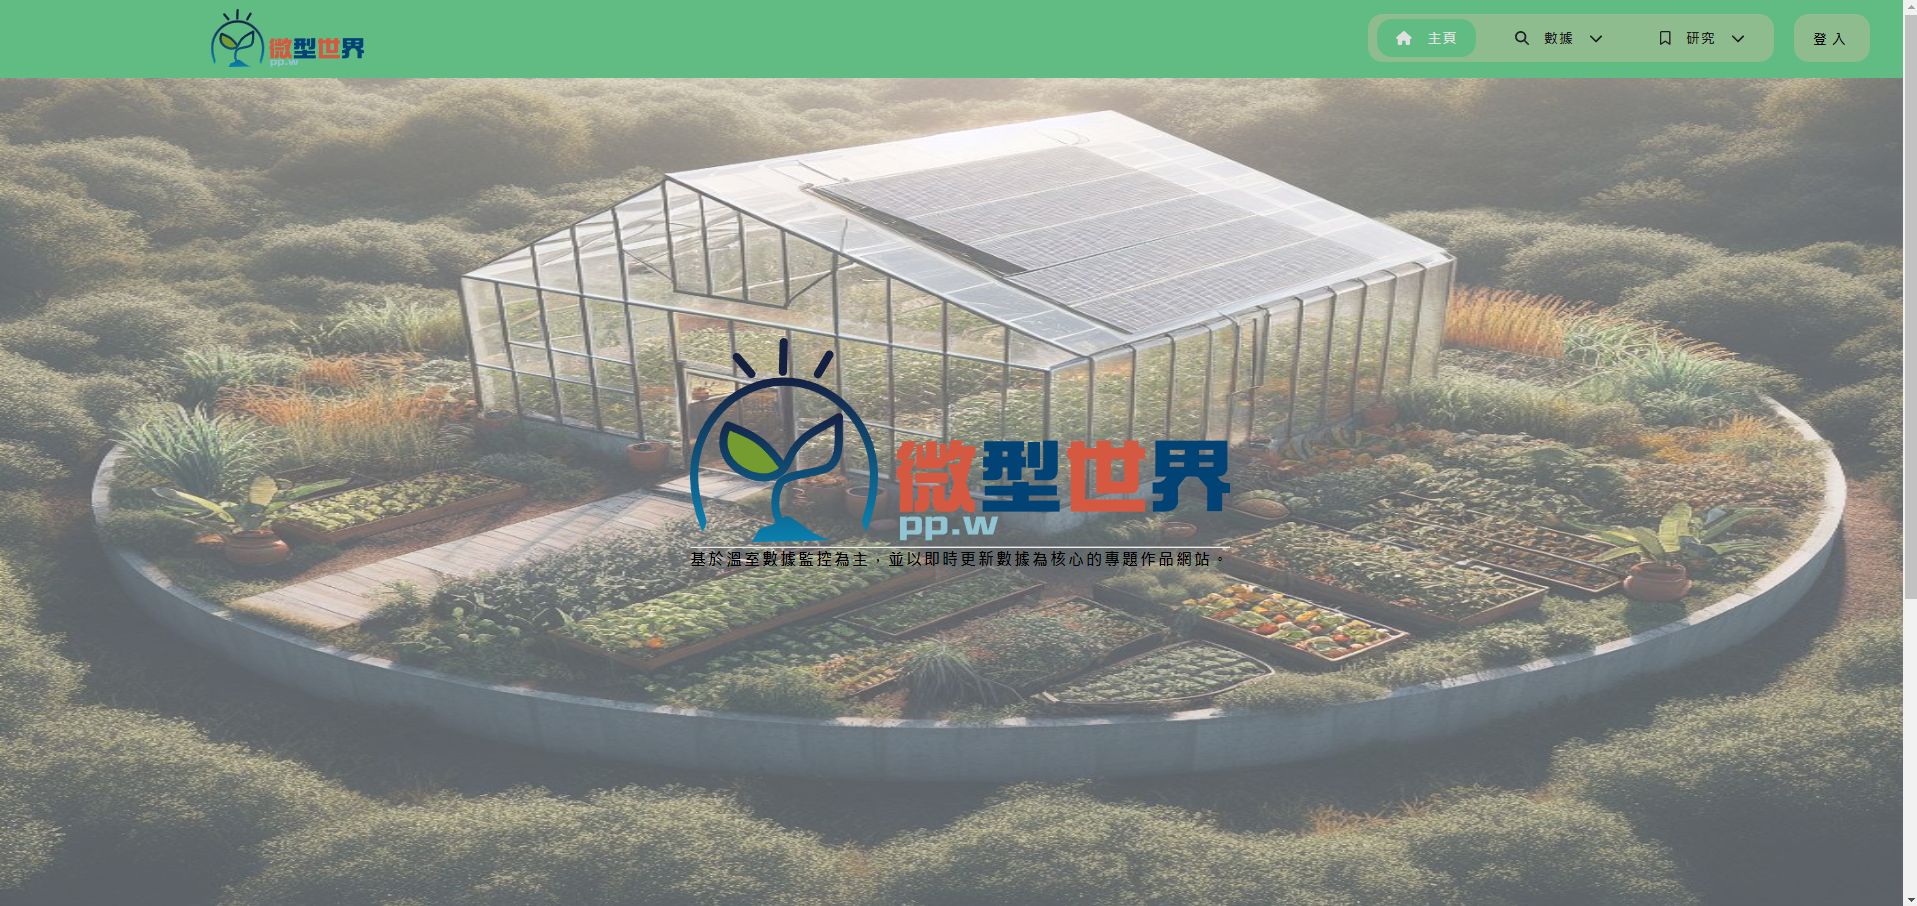 微型世界
pp.w
主頁
數據
研究
登入
微型世界
pp.w
基於溫室數據監控為主，並以即時更新數據為核心的專題作品網站。